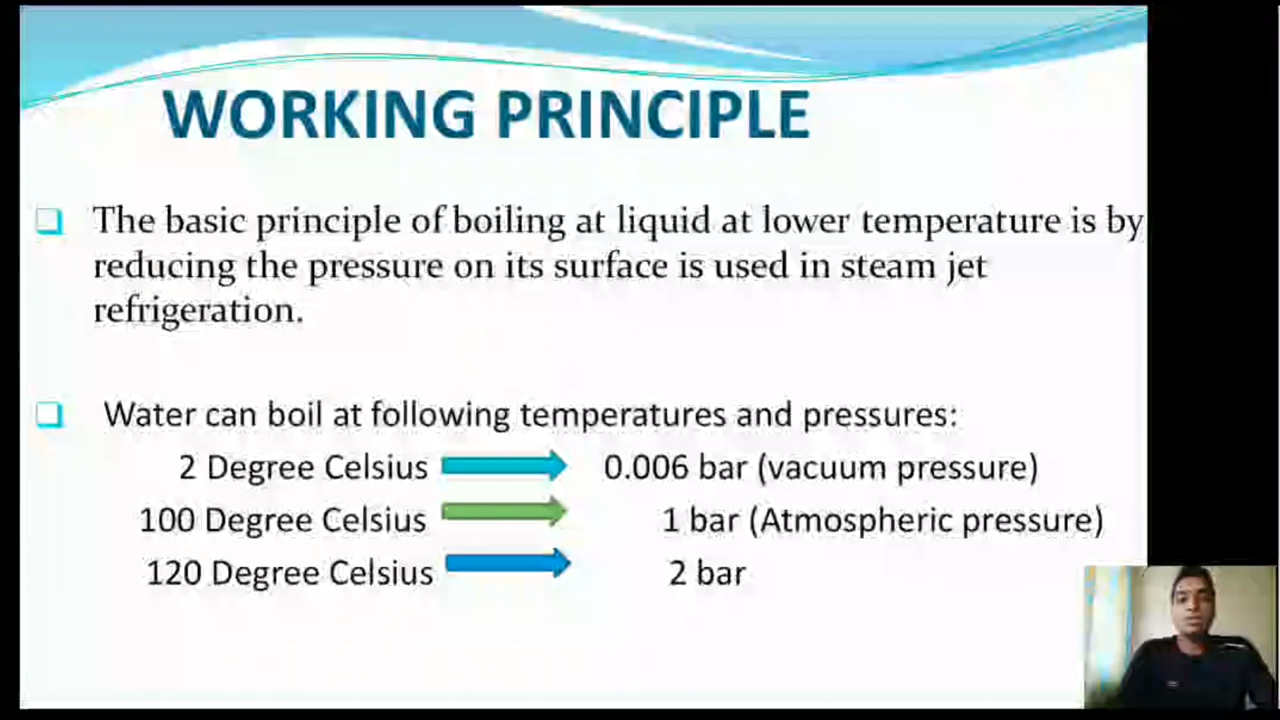 WORKING PRINCIPLE
The basic principle of boiling at liquid at lower temperature is by
reducing the pressure on its surface is used in steam jet
refrigeration.
Water can boil at following temperatures and pressures:
2 Degree Celsius 0.006 bar (vacuum pressure)
100 Degree Celsius 1 bar (Atmospheric pressure)
120 Degree Celsius 2 bar